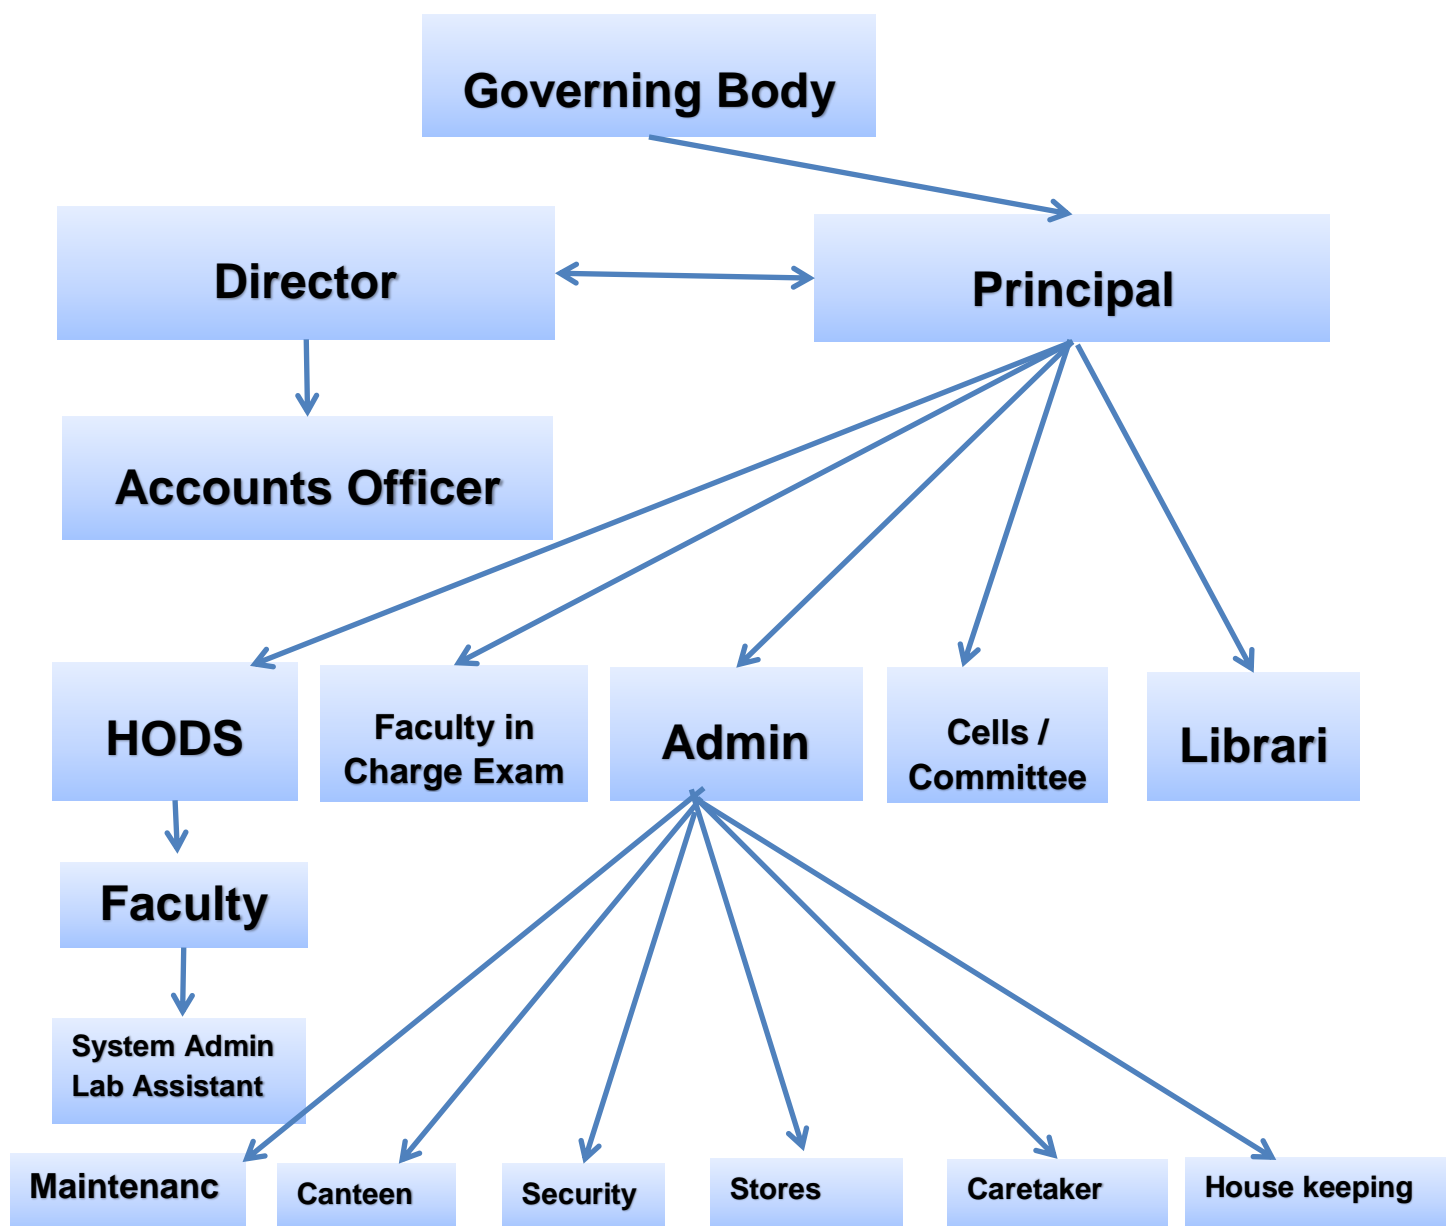 Governing Body
Director
Principal
Accounts Officer
HODS
Faculty in
Charge Exam
Admin
Cells /
Committee
Librari
Faculty
System Admin
Lab Assistant
Maintenanc
Canteen
Security
Stores
Caretaker
House keeping